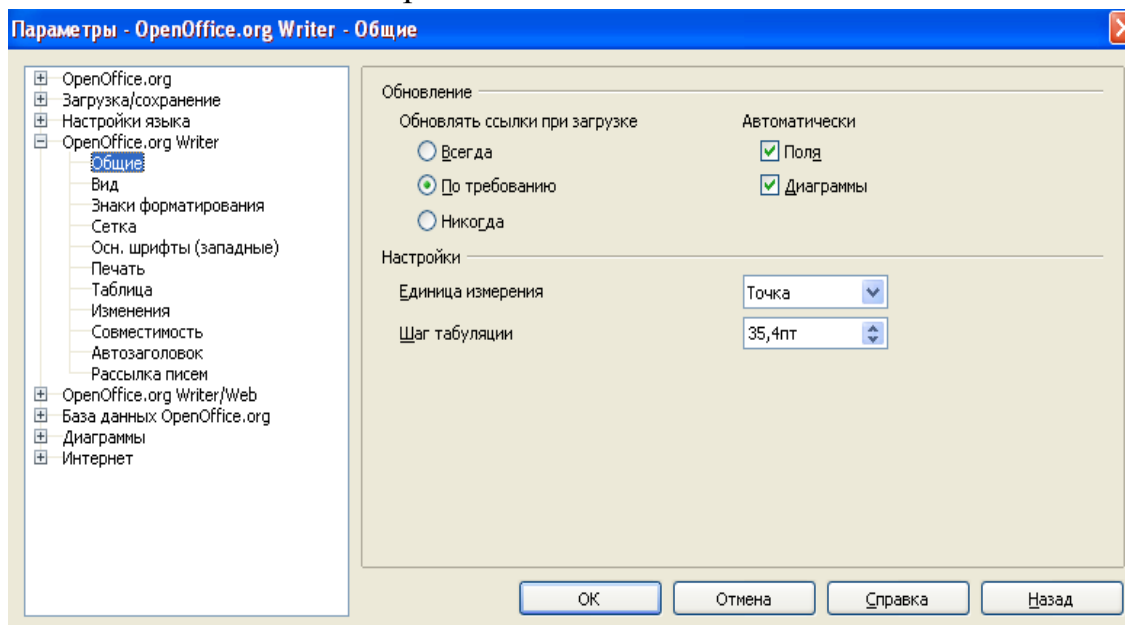 Параметры - OpenOffice.org Writer - Общие
OpenOffice.org
Загрузка/сохранение
Настройки языка
OpenOffice.org Writer
Общие
Вид
Знаки форматирования
Сетка
Осн. шрифты (западные)
Печать
Таблица
Изменения
Совместимость
Автозаголовок
Рассылка писем
OpenOffice.org Writer/Web
База данных OpenOffice.org
Диаграммы
Интернет
Обновление
Обновлять ссылки при загрузке
Всегда
По требованию
Никогда
Автоматически
Поля
Диаграммы
Настройки
Единица измерения
Точка
Шаг табуляции
35,4пт
ОК
Отмена
Справка
Назад